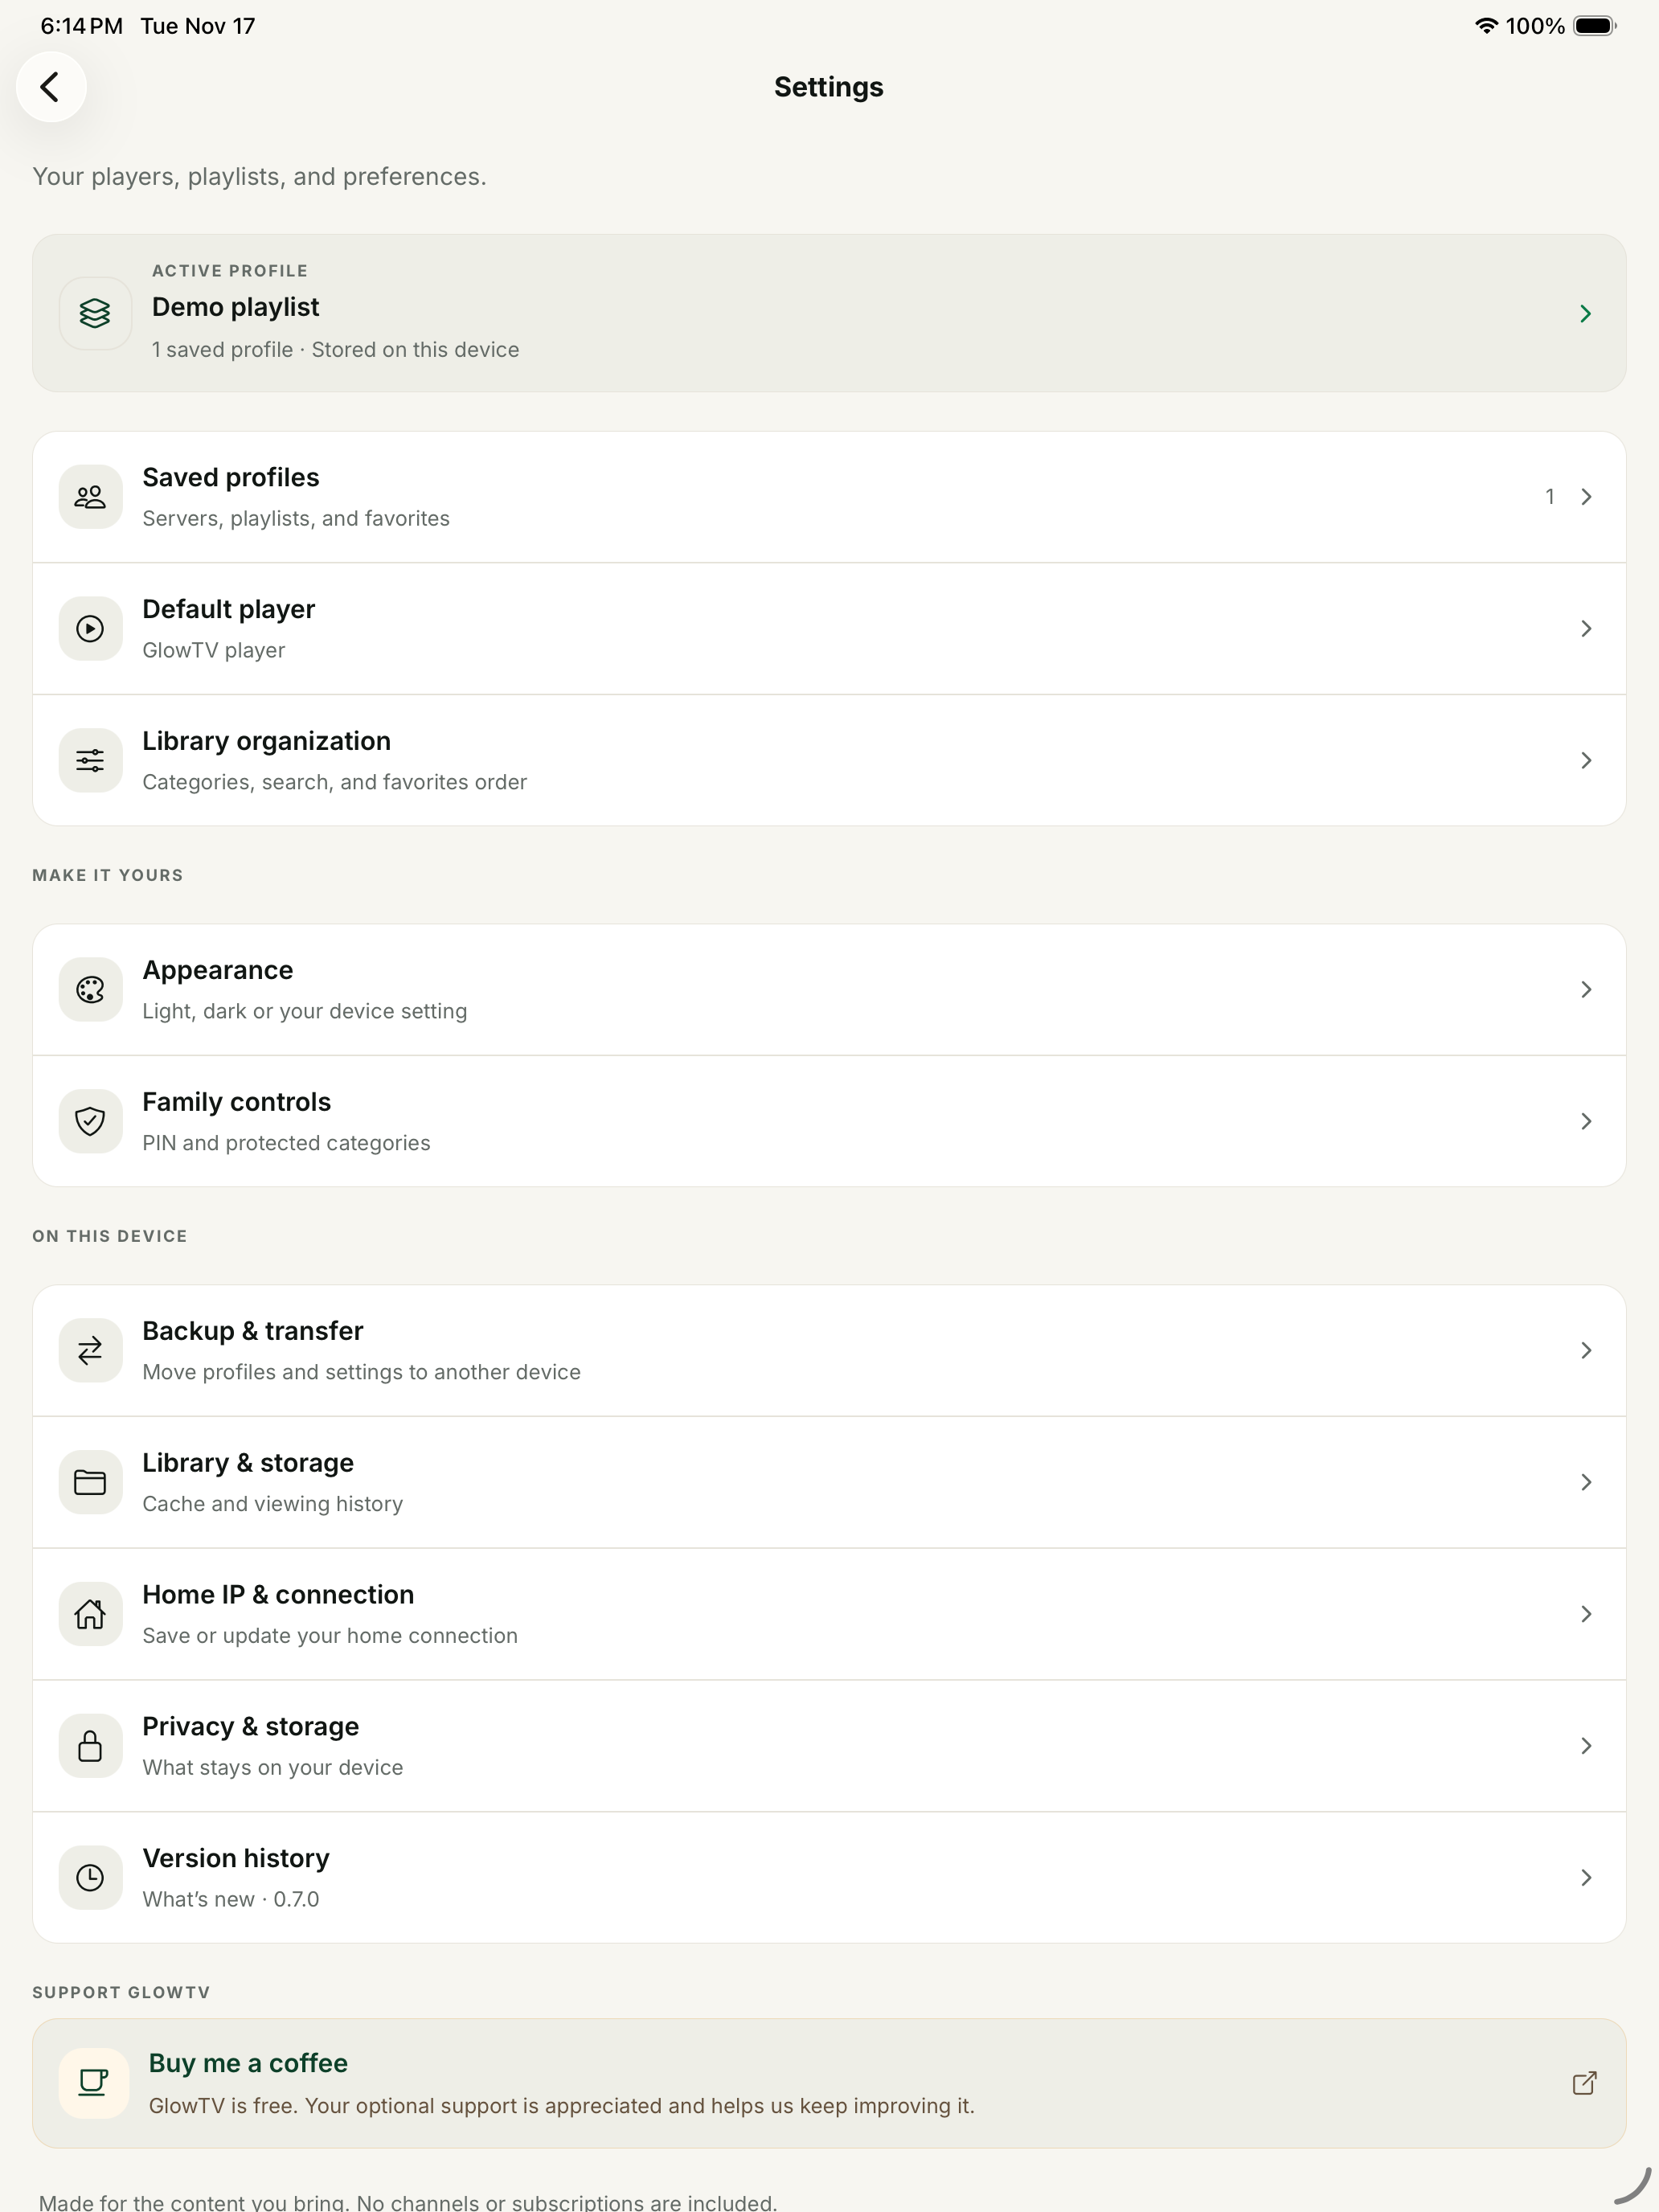 6:14 PM Tue Nov 17
100%
Settings
Your players, playlists, and preferences.
ACTIVE PROFILE
Demo playlist
1 saved profile · Stored on this device
Saved profiles
Servers, playlists, and favorites
1
Default player
GlowTV player
Library organization
Categories, search, and favorites order
MAKE IT YOURS
Appearance
Light, dark or your device setting
Family controls
PIN and protected categories
ON THIS DEVICE
Backup & transfer
Move profiles and settings to another device
Library & storage
Cache and viewing history
Home IP & connection
Save or update your home connection
Privacy & storage
What stays on your device
Version history
What’s new · 0.7.0
SUPPORT GLOWTV
Buy me a coffee
GlowTV is free. Your optional support is appreciated and helps us keep improving it.
Made for the content you bring. No channels or subscriptions are included.